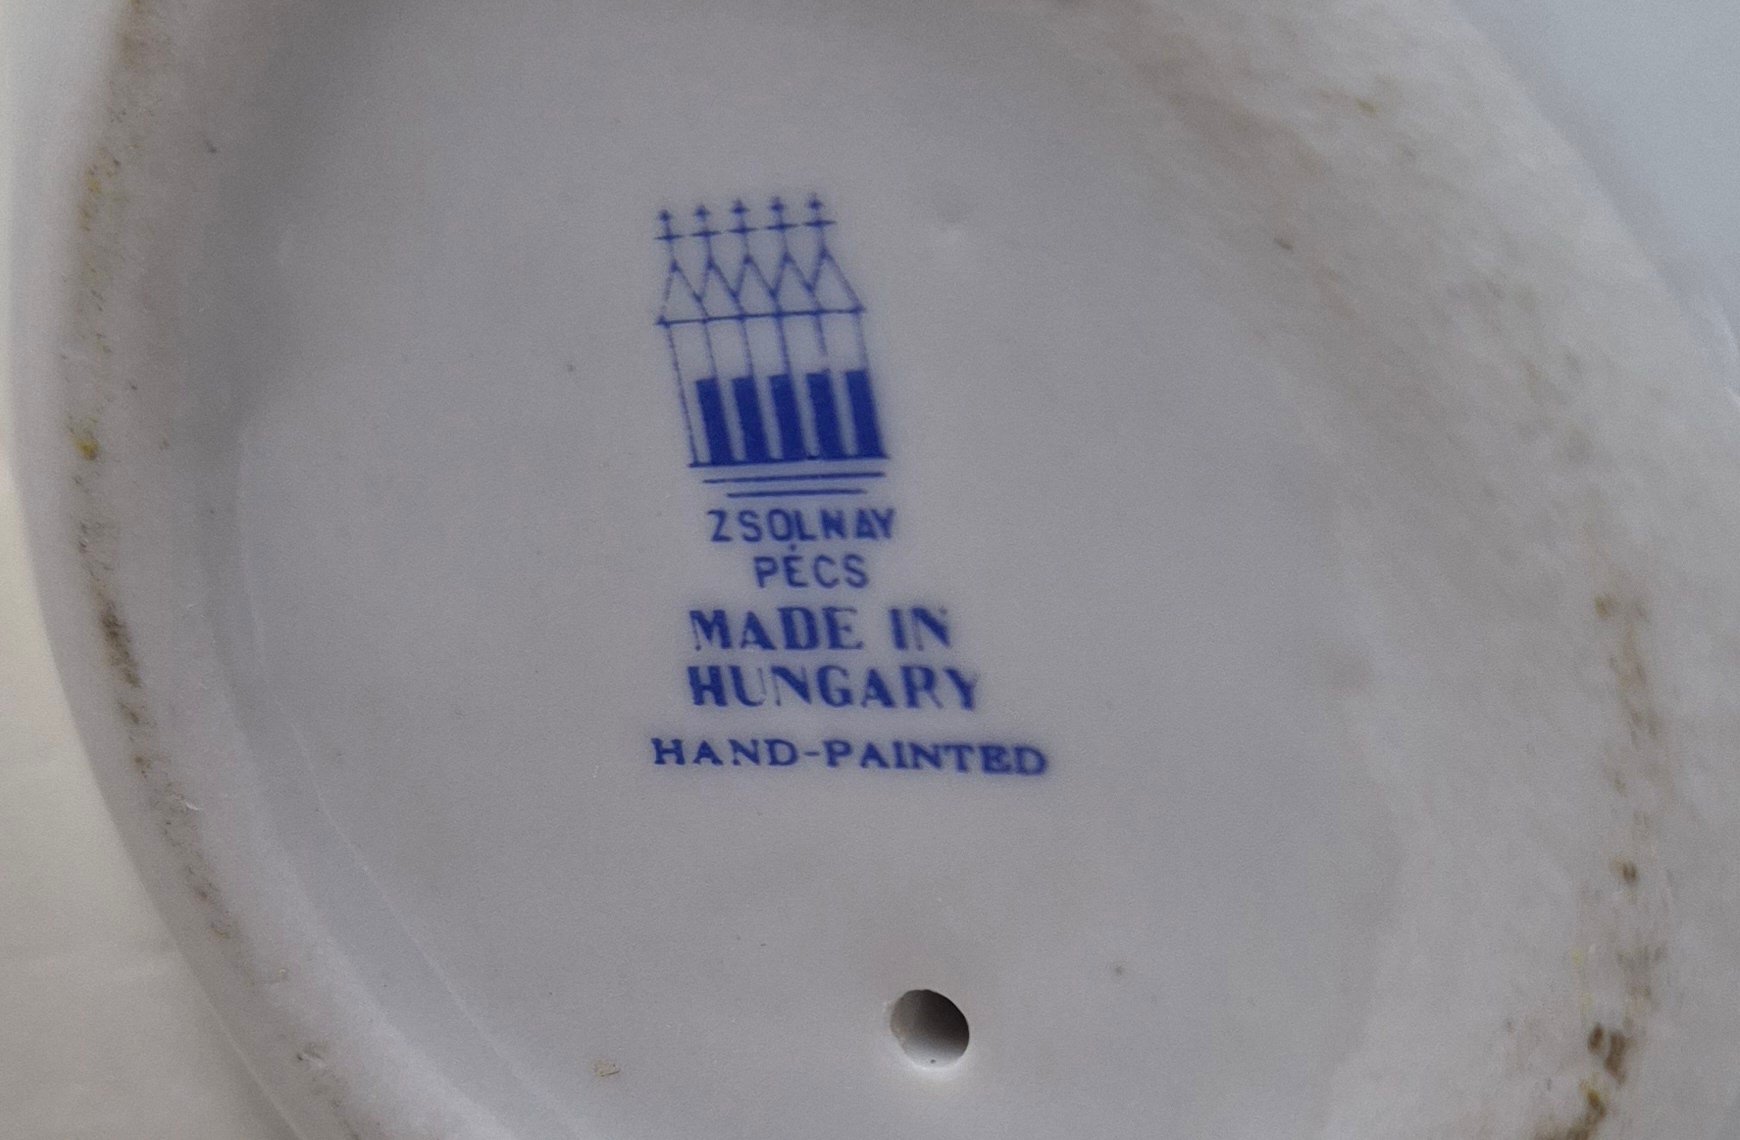 ZSOLNAY
PÉCS
MADE IN
HUNGARY
HAND-PAINTED